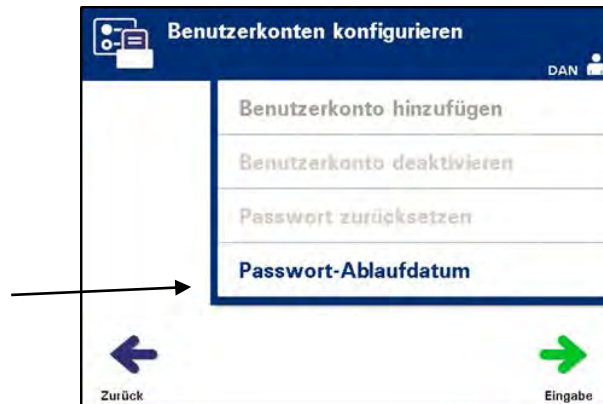 Benutzerkonten konfigurieren
DAN
Benutzerkonto hinzufügen
Benutzerkonto deaktivieren
Passwort zurücksetzen
Passwort-Ablaufdatum
Zurück
Eingabe